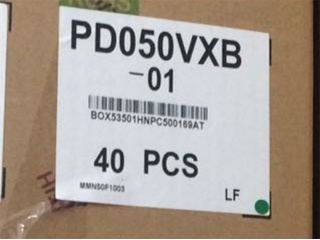 PD050VXB
-01
BOX53501HNPC500169AT
40 PCS
MMN50F1003
LF